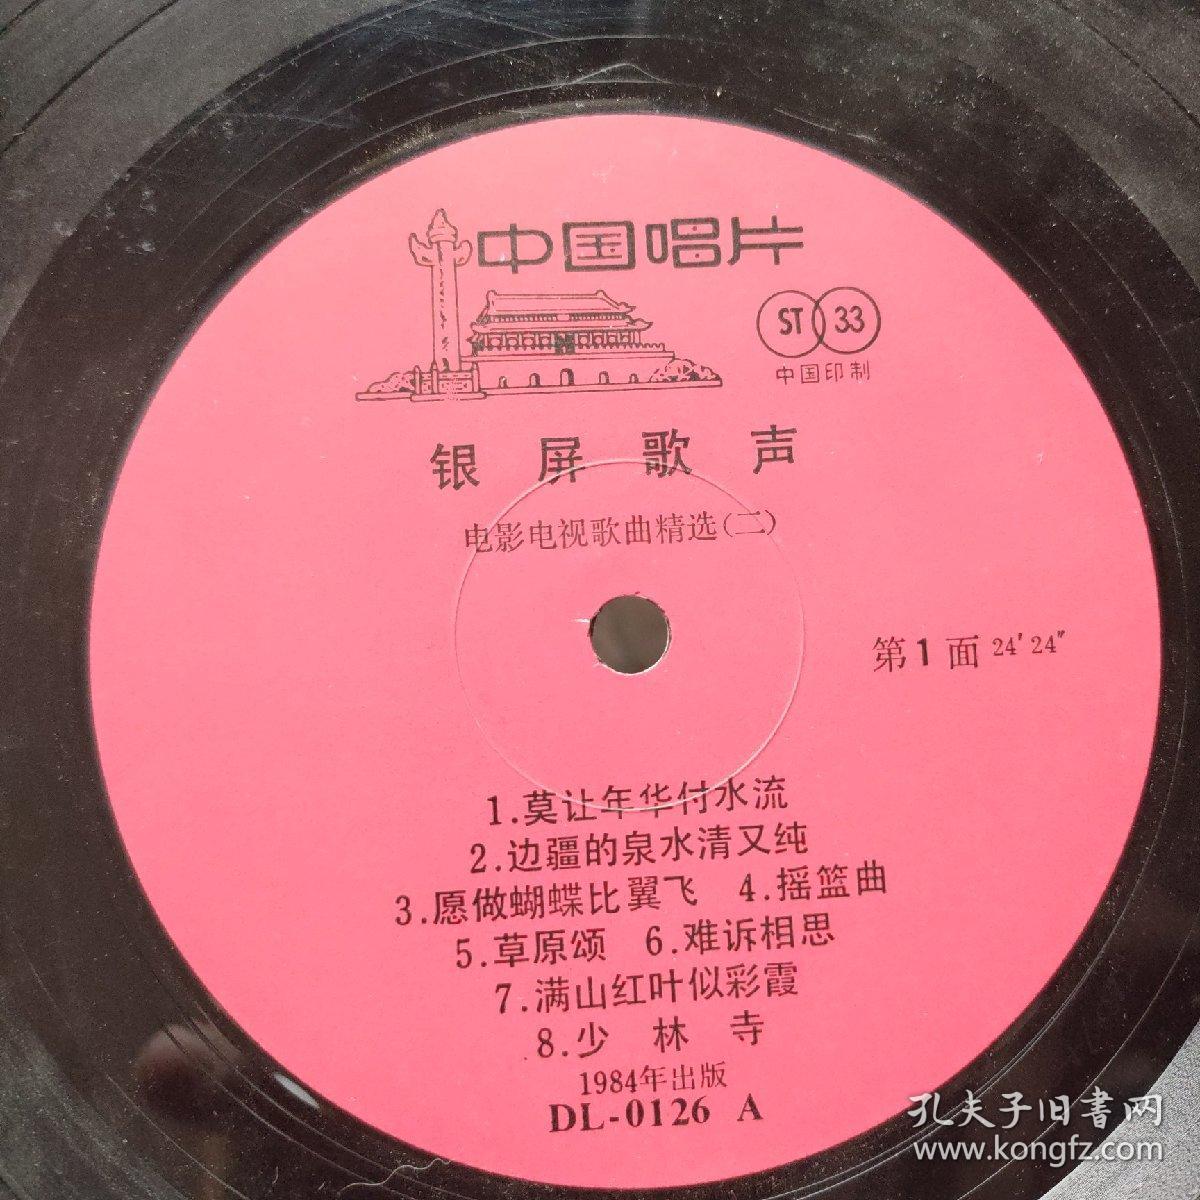 中国唱片
ST 33
中国印制
银屏歌声
电影电视歌曲精选(二)
第1面 24′24″
1.莫让年华付水流
2.边疆的泉水清又纯
3.愿做蝴蝶比翼飞 4.摇篮曲
5.草原颂 6.难诉相思
7.满山红叶似彩霞
8.少林寺
1984年出版
DL-0126 A
孔夫子旧书网
www.kongfz.com